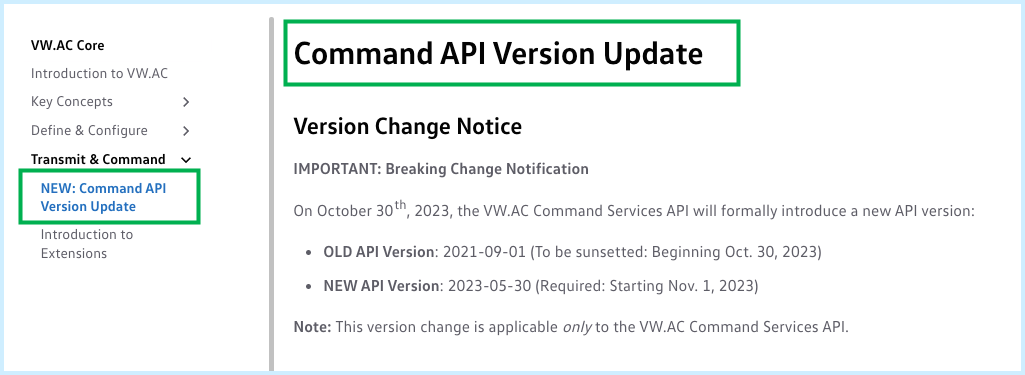 VW.AC Core
Introduction to VW.AC
Key Concepts
Define & Configure
Transmit & Command
NEW: Command API
Version Update
Introduction to
Extensions
Command API Version Update
Version Change Notice
IMPORTANT: Breaking Change Notification
On October 30th, 2023, the VW.AC Command Services API will formally introduce a new API version:
• OLD API Version: 2021-09-01 (To be sunsetted: Beginning Oct. 30, 2023)
• NEW API Version: 2023-05-30 (Required: Starting Nov. 1, 2023)
Note: This version change is applicable only to the VW.AC Command Services API.